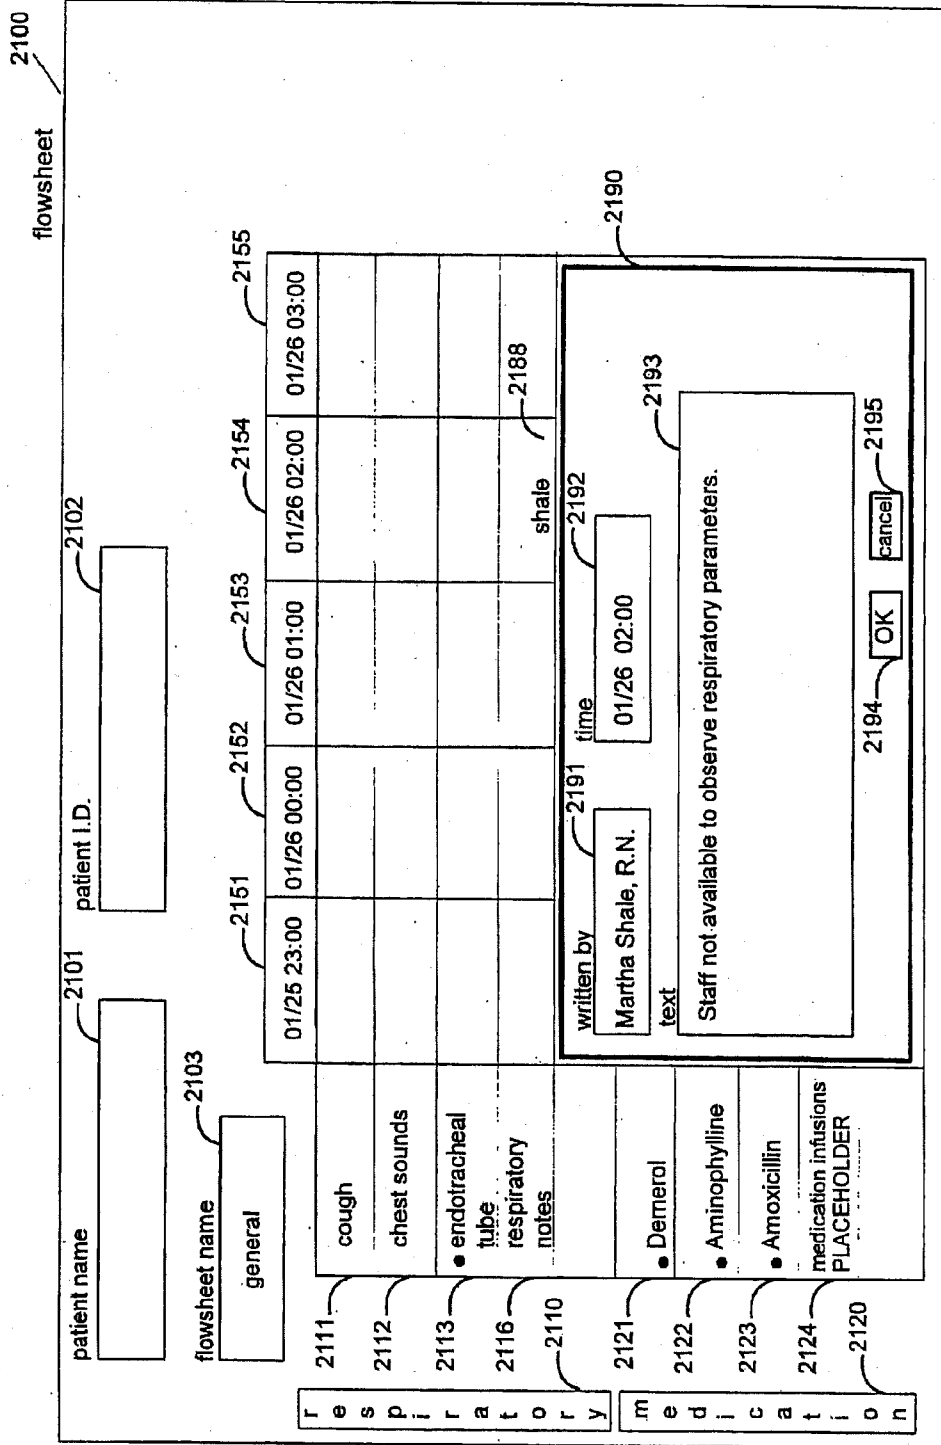 flowsheet
2100
patient name
2101
patient I.D.
2102
flowsheet name
2103
general
2151
2152
2153
2154
2155
01/25 23:00
01/26 00:00
01/26 01:00
01/26 02:00
01/26 03:00
respiratory
2111
cough
2112
chest sounds
2113
• endotracheal
tube
2116
respiratory
notes
2110
shale
2188
2190
written by
2191
time
2192
Martha Shale, R.N.
01/26 02:00
text
2193
Staff not available to observe respiratory parameters.
2194
OK
cancel
2195
medication
2121
• Demerol
2122
• Aminophylline
2123
• Amoxicillin
2124
medication infusions
PLACEHOLDER
2120